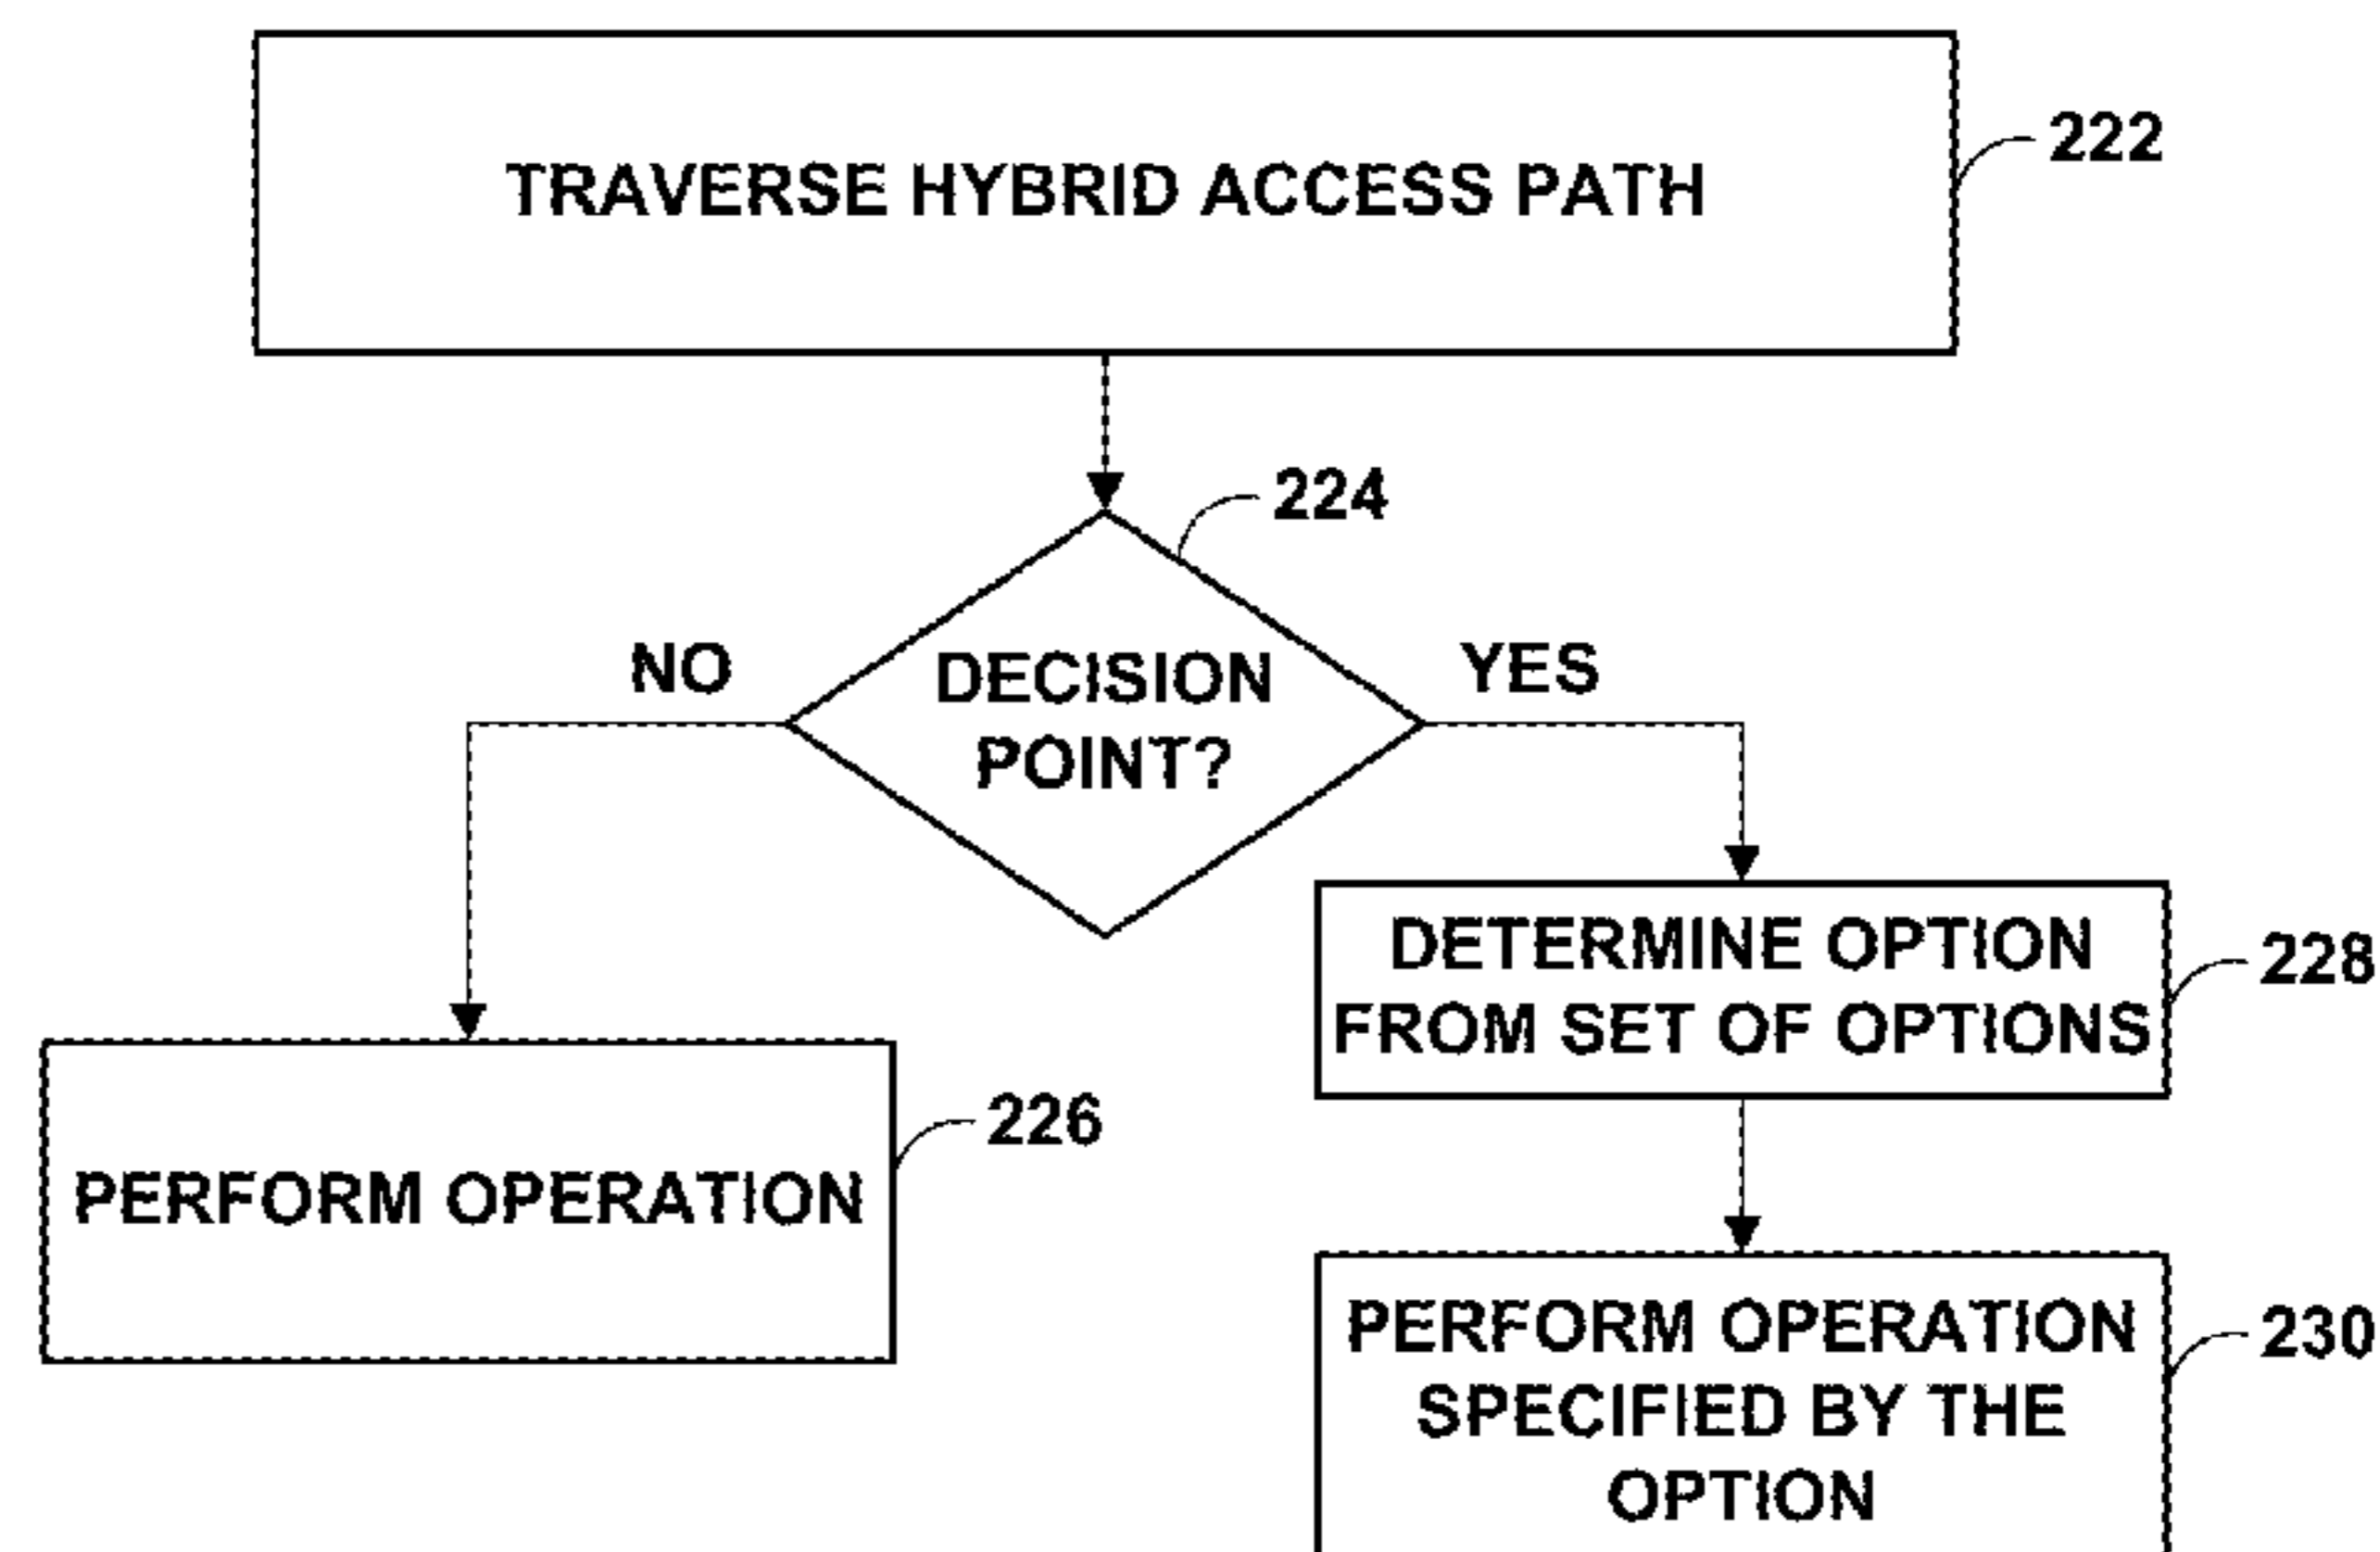 TRAVERSE HYBRID ACCESS PATH
222
224
NO
DECISION
POINT?
YES
DETERMINE OPTION
FROM SET OF OPTIONS
228
226
PERFORM OPERATION
PERFORM OPERATION
SPECIFIED BY THE
OPTION
230